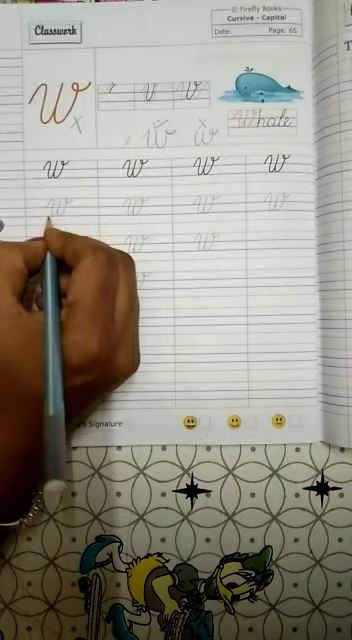 © Firefly Books
Classwork
Cursive - Capital
Date: Page: 65
W
W
Whale
W W W W
W W W W
W W
's Signature